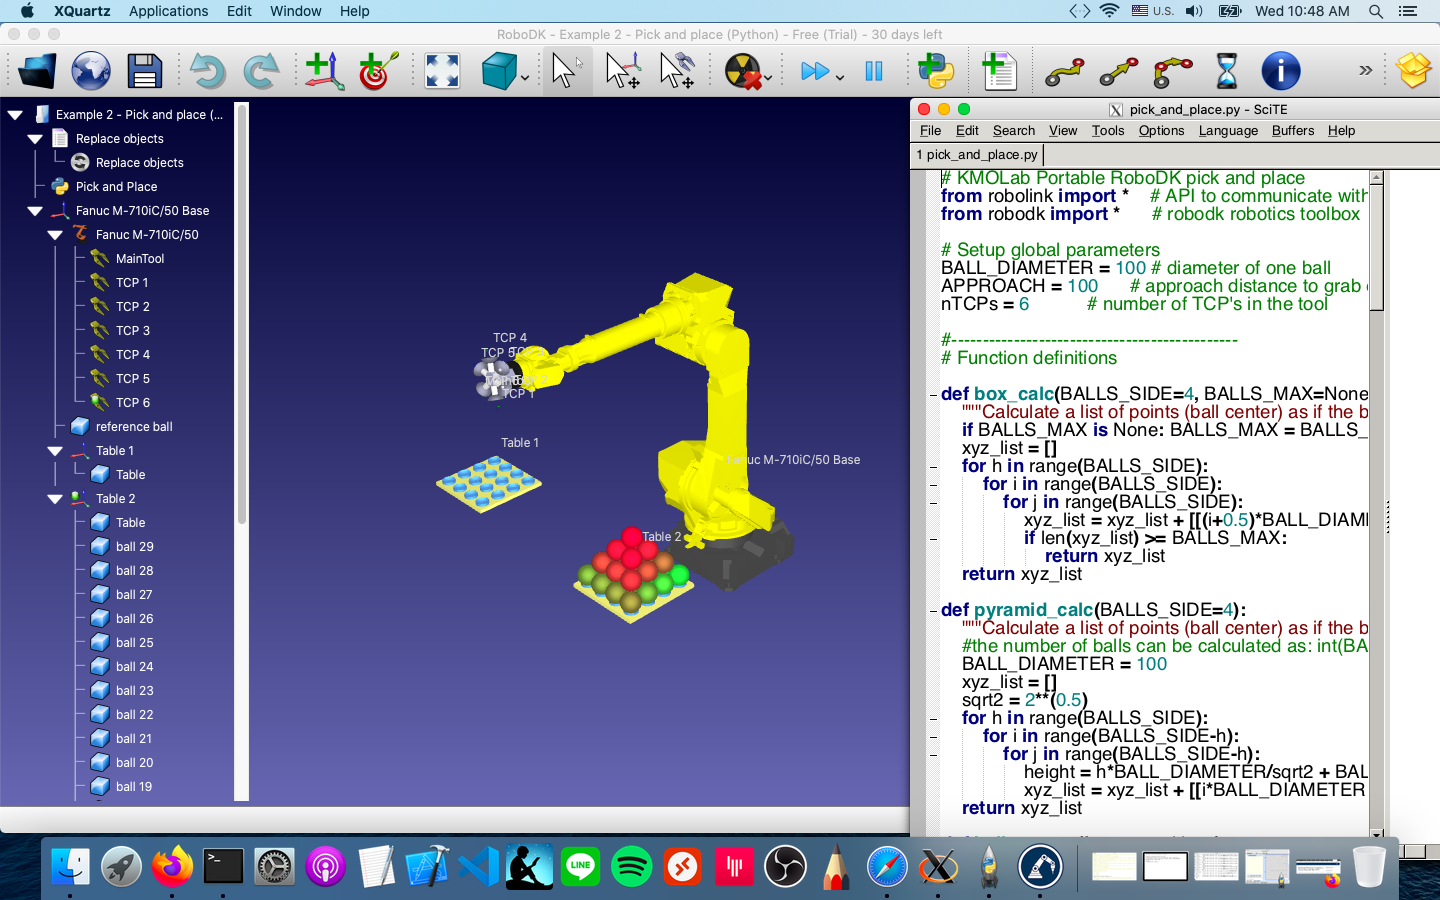 XQuartz Applications Edit Window Help
U.S. Wed 10:48 AM
RoboDK - Example 2 - Pick and place (Python) - Free (Trial) - 30 days left
Example 2 - Pick and place (...
Replace objects
Replace objects
Pick and Place
Fanuc M-710iC/50 Base
Fanuc M-710iC/50
MainTool
TCP 1
TCP 2
TCP 3
TCP 4
TCP 5
TCP 6
reference ball
Table 1
Table
Table 2
Table
ball 29
ball 28
ball 27
ball 26
ball 25
ball 24
ball 23
ball 22
ball 21
ball 20
ball 19
TCP 4
TCP 5
TCP 1
Table 1
Fanuc M-710iC/50 Base
Table 2
pick_and_place.py - SciTE
File Edit Search View Tools Options Language Buffers Help
1 pick_and_place.py
# KMOLab Portable RoboDK pick and place
from robolink import * # API to communicate with
from robodk import * # robodk robotics toolbox
# Setup global parameters
BALL_DIAMETER = 100 # diameter of one ball
APPROACH = 100 # approach distance to grab
nTCPs = 6 # number of TCP's in the tool
#----------------------------------------------
# Function definitions
def box_calc(BALLS_SIDE=4, BALLS_MAX=None
"""Calculate a list of points (ball center) as if the b
if BALLS_MAX is None: BALLS_MAX = BALLS_
xyz_list = []
for h in range(BALLS_SIDE):
for i in range(BALLS_SIDE):
for j in range(BALLS_SIDE):
xyz_list = xyz_list + [[(i+0.5)*BALL_DIAM
if len(xyz_list) >= BALLS_MAX:
return xyz_list
return xyz_list
def pyramid_calc(BALLS_SIDE=4):
"""Calculate a list of points (ball center) as if the b
#the number of balls can be calculated as: int(BA
BALL_DIAMETER = 100
xyz_list = []
sqrt2 = 2**(0.5)
for h in range(BALLS_SIDE):
for i in range(BALLS_SIDE-h):
for j in range(BALLS_SIDE-h):
height = h*BALL_DIAMETER/sqrt2 + BAL
xyz_list = xyz_list + [[i*BALL_DIAMETER
return xyz_list
LINE